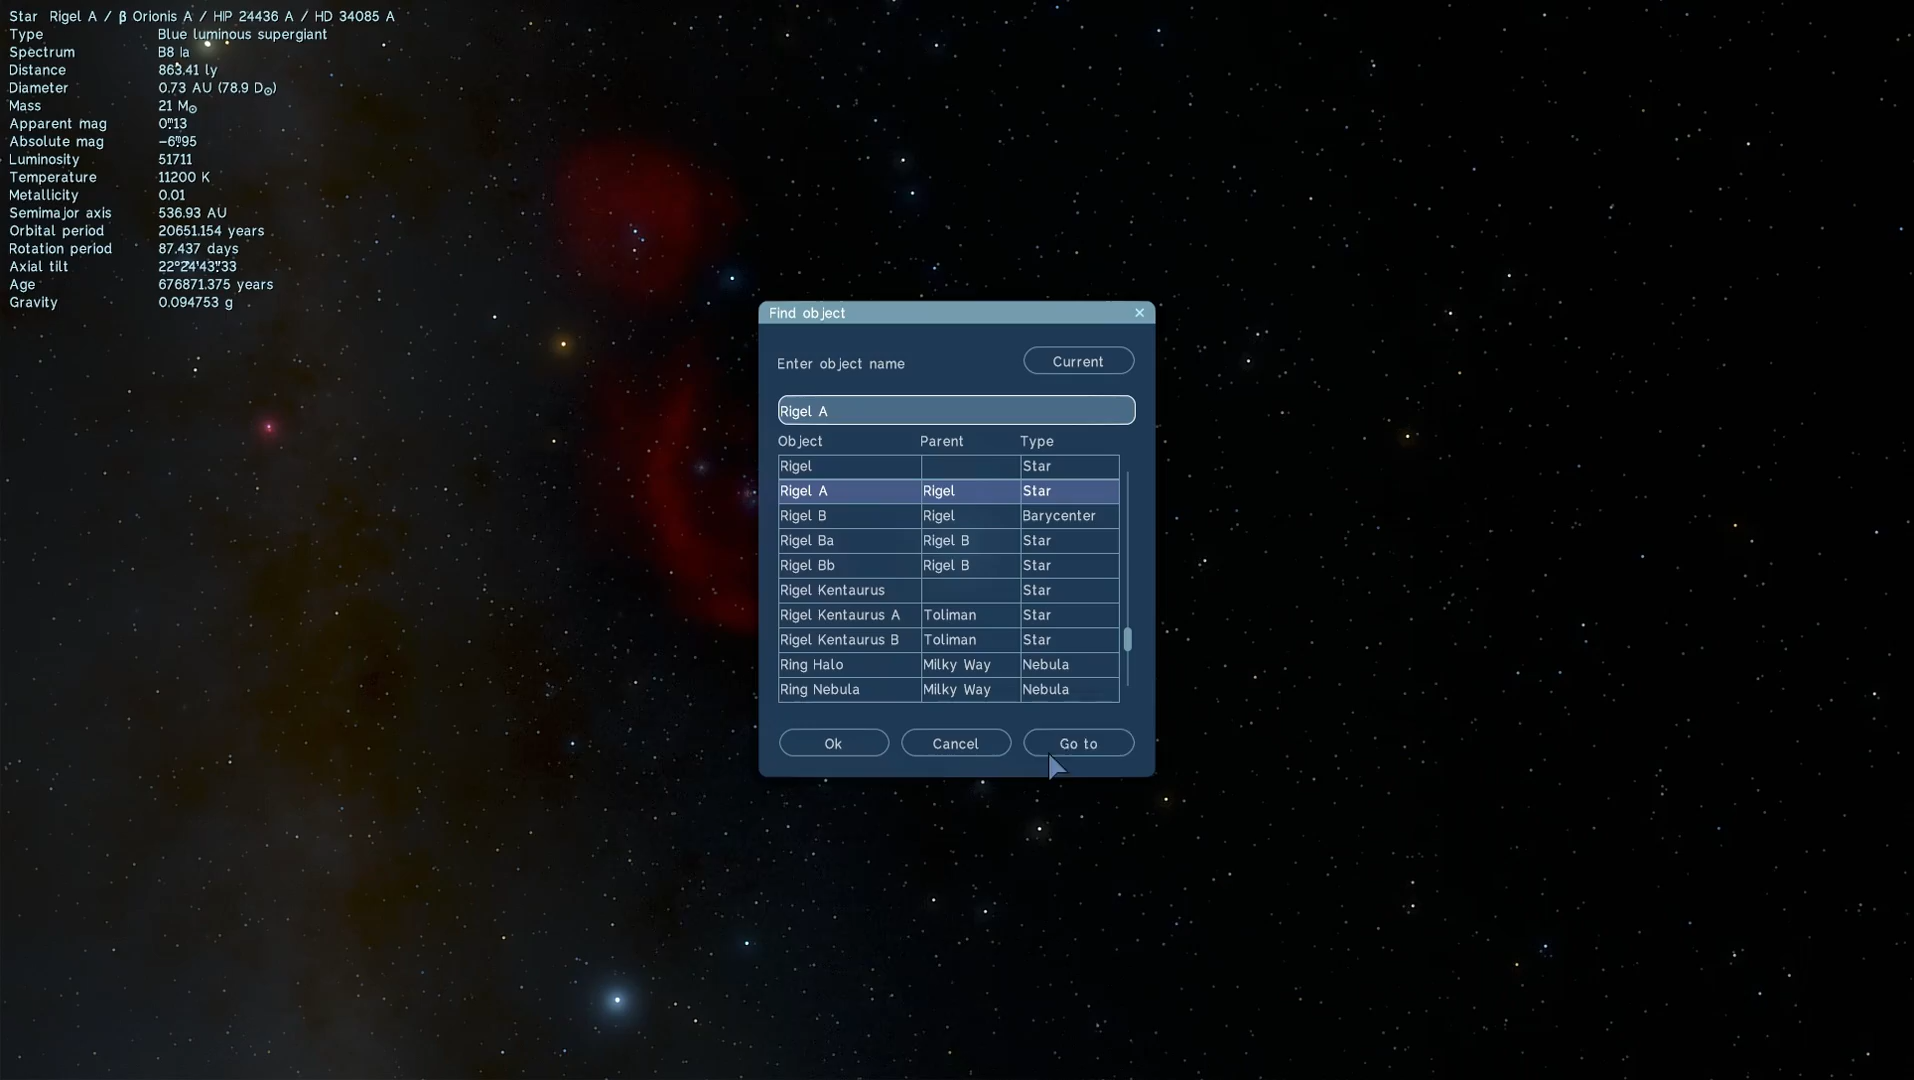 Star Rigel A / β Orionis A / HIP 24436 A / HD 34085 A
Type Blue luminous supergiant
Spectrum B8 Ia
Distance 863.41 ly
Diameter 0.73 AU (78.9 D☉)
Mass 21 M☉
Apparent mag 0ᵐ13
Absolute mag −6ᵐ95
Luminosity 51711
Temperature 11200 K
Metallicity 0.01
Semimajor axis 536.93 AU
Orbital period 20651.154 years
Rotation period 87.437 days
Axial tilt 22°24'43"33
Age 676871.375 years
Gravity 0.094753 g
Find object ×
Enter object name Current
Rigel A
Object Parent Type
Rigel Star
Rigel A Rigel Star
Rigel B Rigel Barycenter
Rigel Ba Rigel B Star
Rigel Bb Rigel B Star
Rigel Kentaurus Star
Rigel Kentaurus A Toliman Star
Rigel Kentaurus B Toliman Star
Ring Halo Milky Way Nebula
Ring Nebula Milky Way Nebula
Ok Cancel Go to